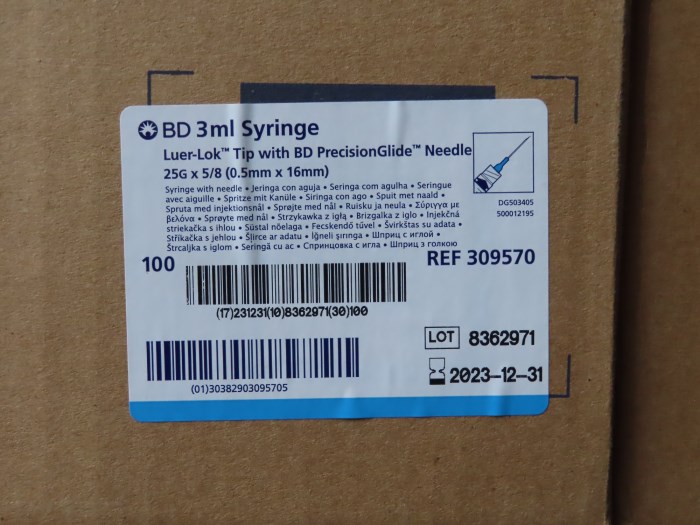 BD 3ml Syringe
Luer-Lok™ Tip with BD PrecisionGlide™ Needle
25G x 5/8 (0.5mm x 16mm)
DG503405
500012195
Syringe with needle • Jeringa con aguja • Seringa com agulha • Seringue
avec aiguille • Spritze mit Kanüle • Siringa con ago • Spuit met naald •
Spruta med injektionsnål • Sprøjte med nål • Ruisku ja neula • Σύριγγα με
βελόνα • Sprøyte med nål • Strzykawka z igłą • Brizgalka z iglo • Injekčná
striekačka s ihlou • Süstal nõelaga • Fecskendő tűvel • Švirkštas su adata •
Stříkačka s jehlou • Šļirce ar adatu • İğneli şırınga • Шприц с иглой •
Štrcaljka s iglom • Seringă cu ac • Спринцовка с игла • Шприц з голкою
100
REF 309570
(17)231231(10)8362971(30)100
LOT 8362971
2023-12-31
(01)30382903095705